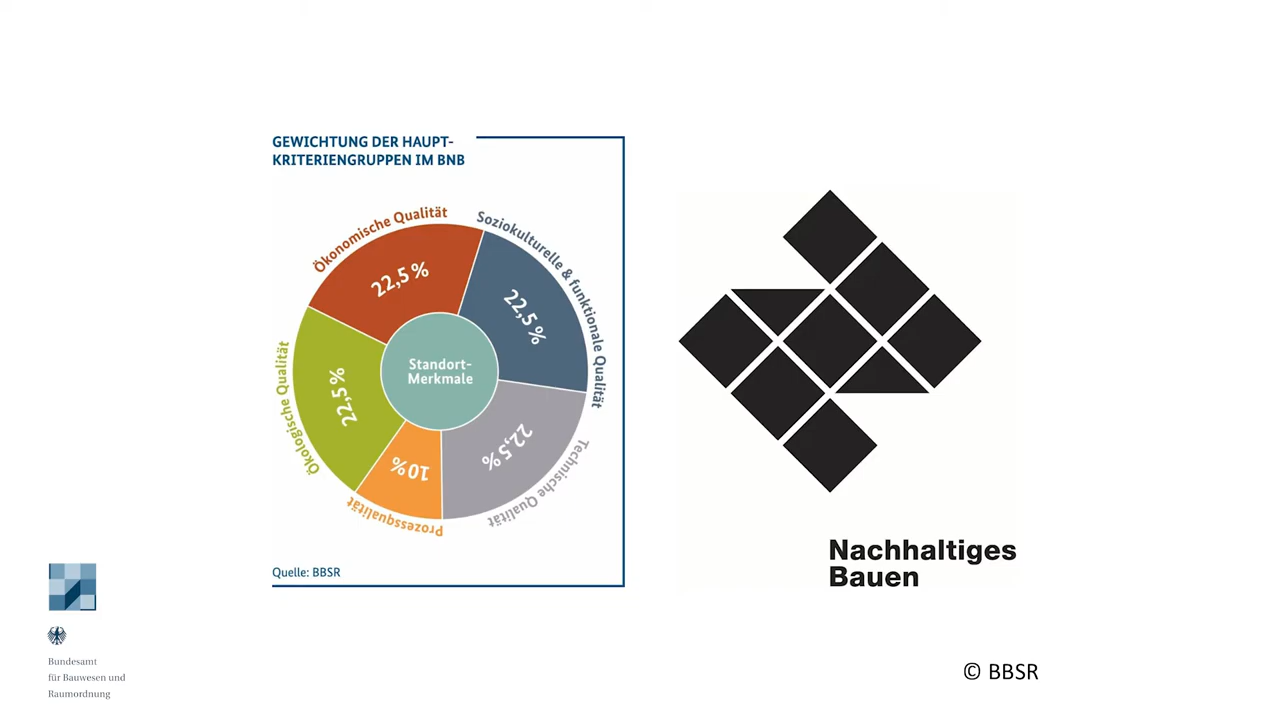 GEWICHTUNG DER HAUPT-
KRITERIENGRUPPEN IM BNB
Ökonomische Qualität
22,5 %
Soziokulturelle & funktionale Qualität
22,5 %
Ökologische Qualität
22,5 %
Standort-
Merkmale
Technische Qualität
22,5 %
Prozessqualität
10%
Quelle: BBSR
Nachhaltiges
Bauen
Bundesamt
für Bauwesen und
Raumordnung
© BBSR